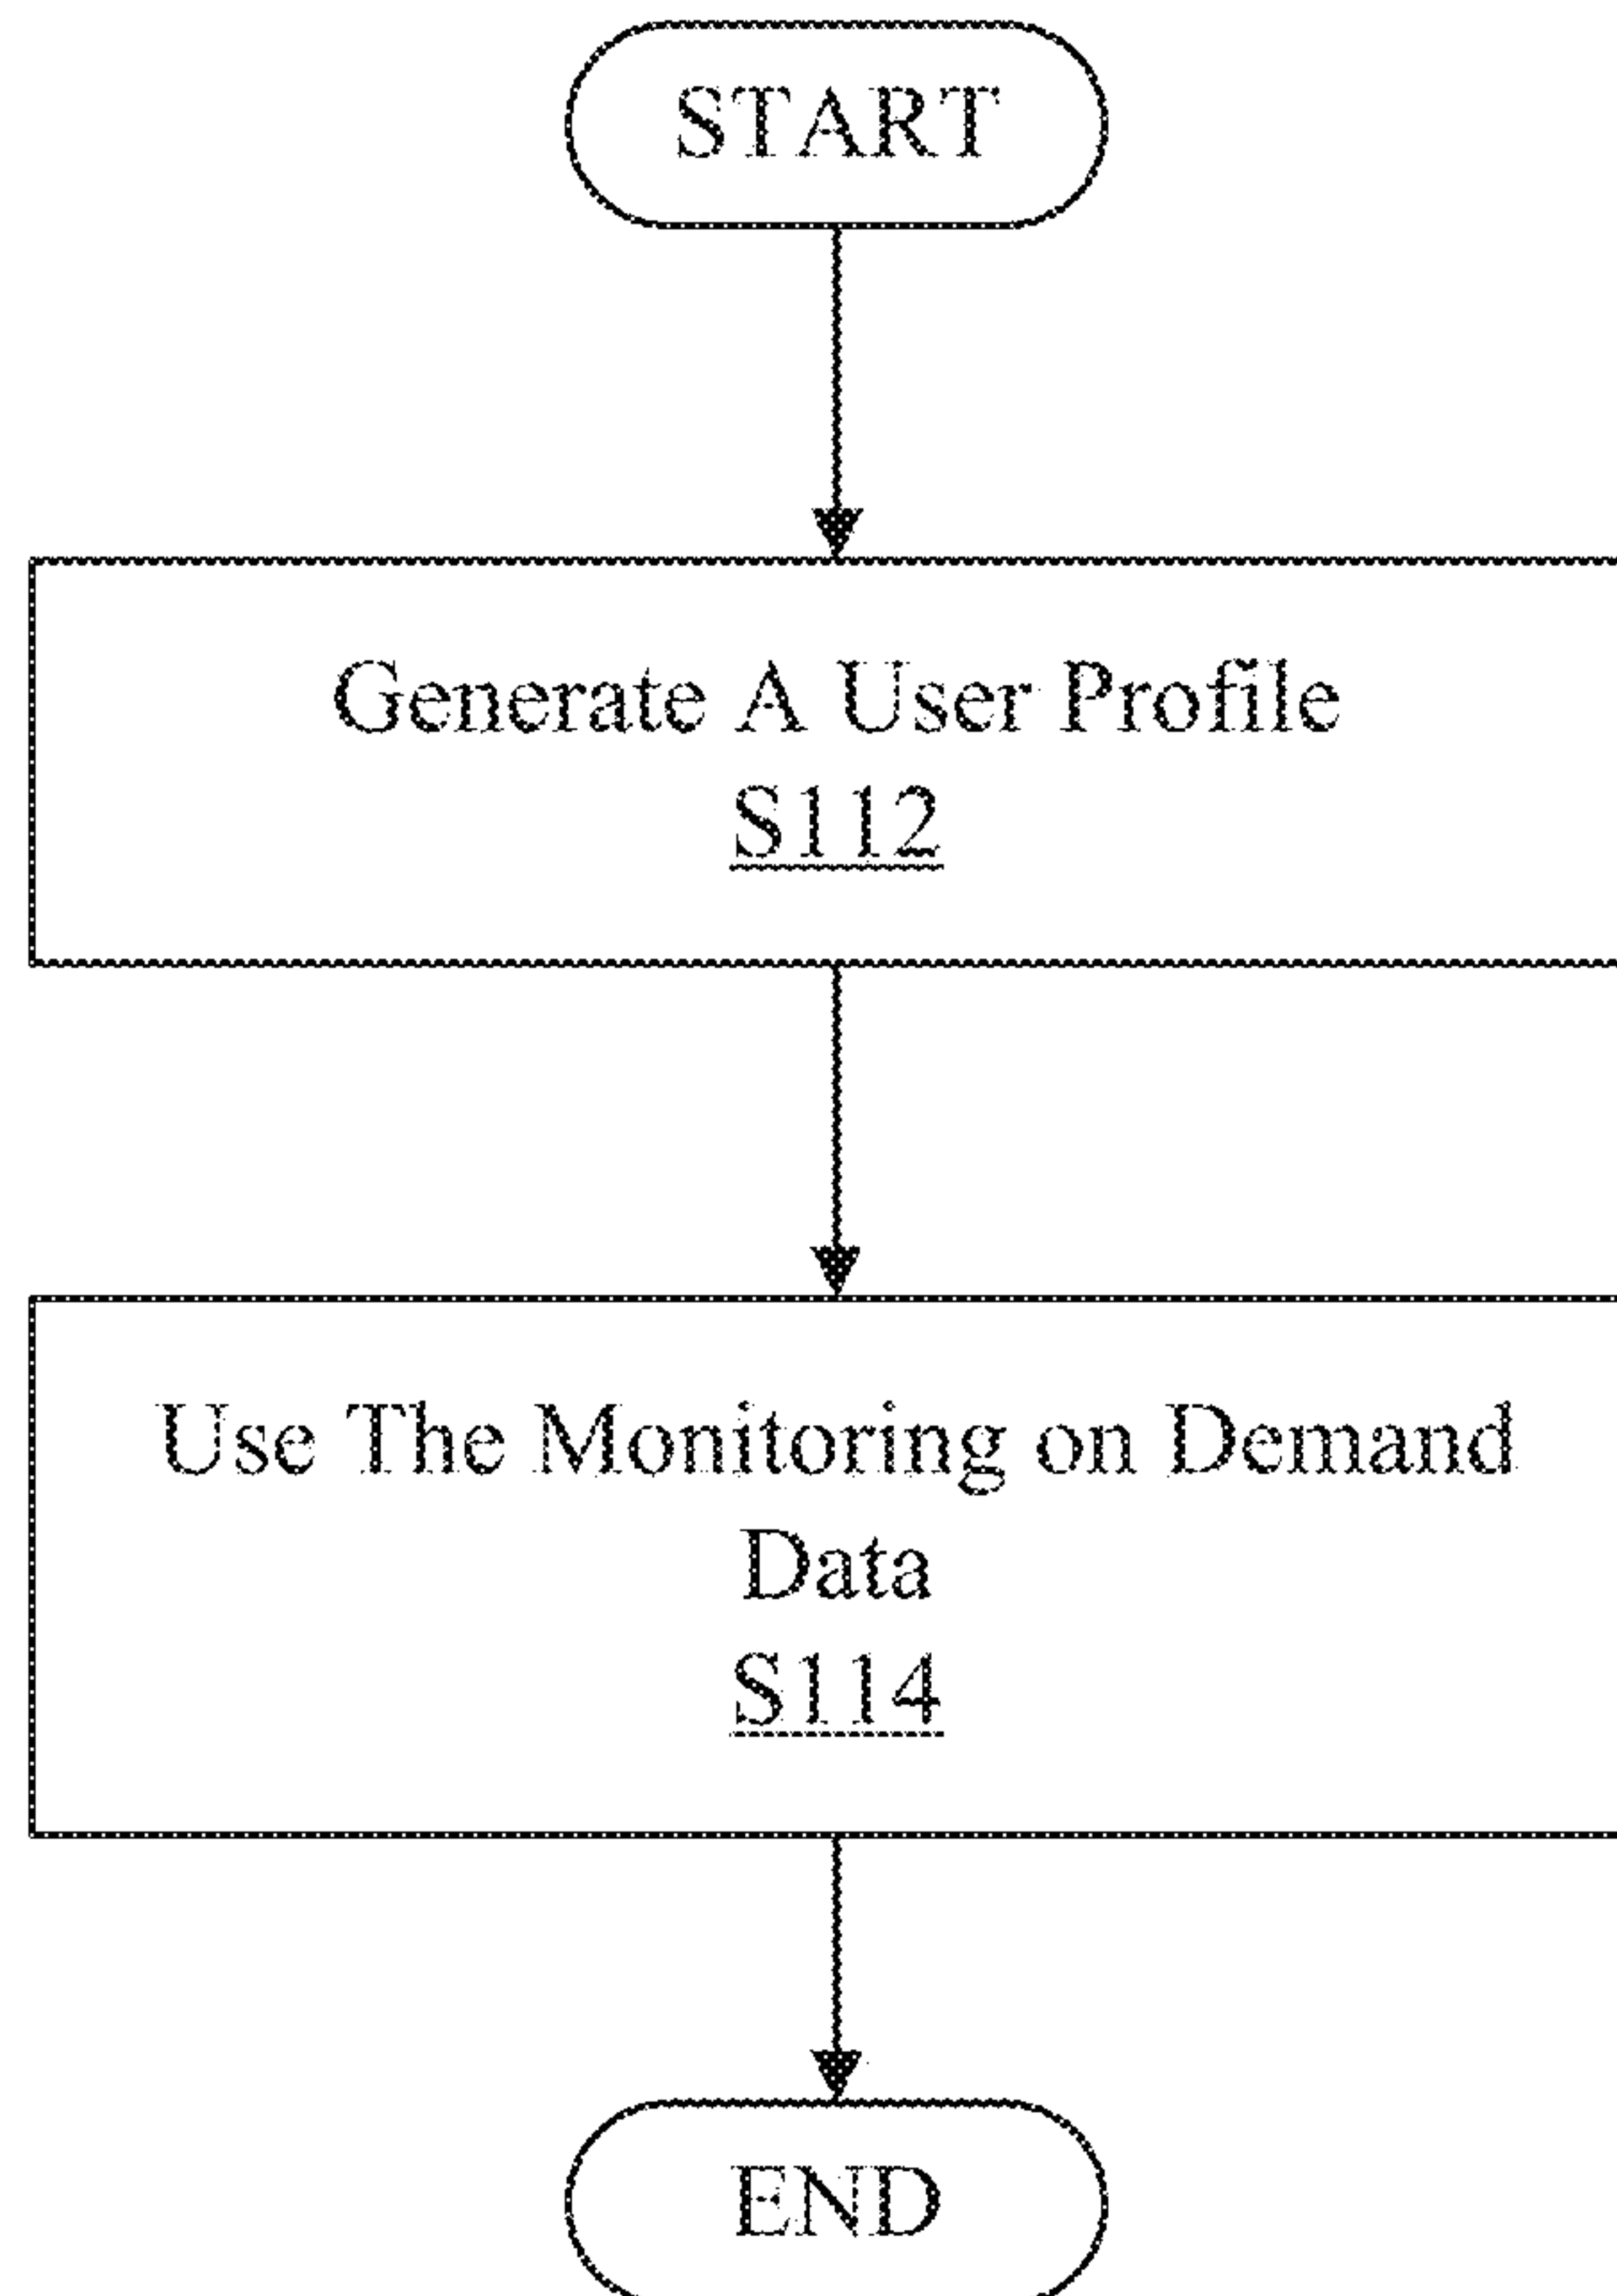 START
Generate A User Profile
S112
Use The Monitoring on Demand
Data
S114
END